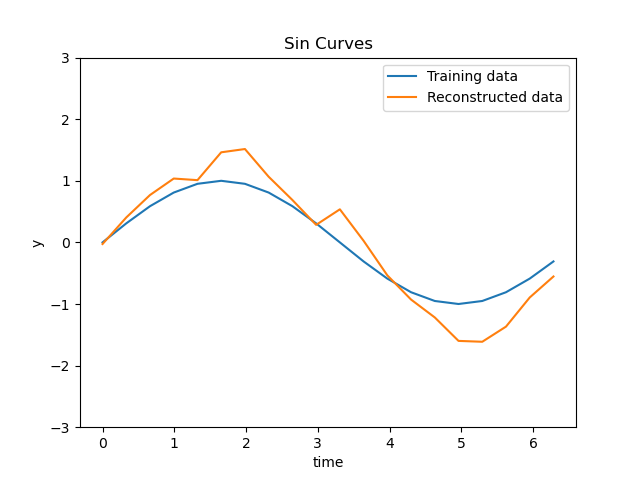 Sin Curves
Training data
Reconstructed data
3
2
1
0
−1
−2
−3
y
0 1 2 3 4 5 6
time